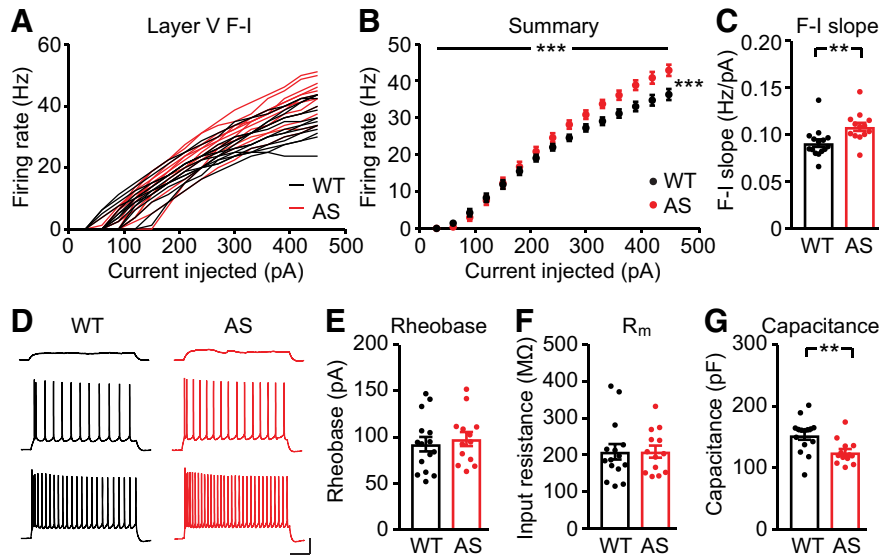 A
Layer V F-I
Firing rate (Hz)
60
40
20
0
0 100 200 300 400 500
Current injected (pA)
WT
AS
B
Summary
***
***
Firing rate (Hz)
50
40
30
20
10
0
0 100 200 300 400 500
Current injected (pA)
WT
AS
C
F-I slope
**
F-I slope (Hz/pA)
0.20
0.15
0.10
0.05
0.00
WT AS
D
WT AS
E
Rheobase
Rheobase (pA)
200
150
100
50
0
WT AS
F
Rm
Input resistance (MΩ)
500
400
300
200
100
0
WT AS
G
Capacitance
**
Capacitance (pF)
300
200
100
0
WT AS